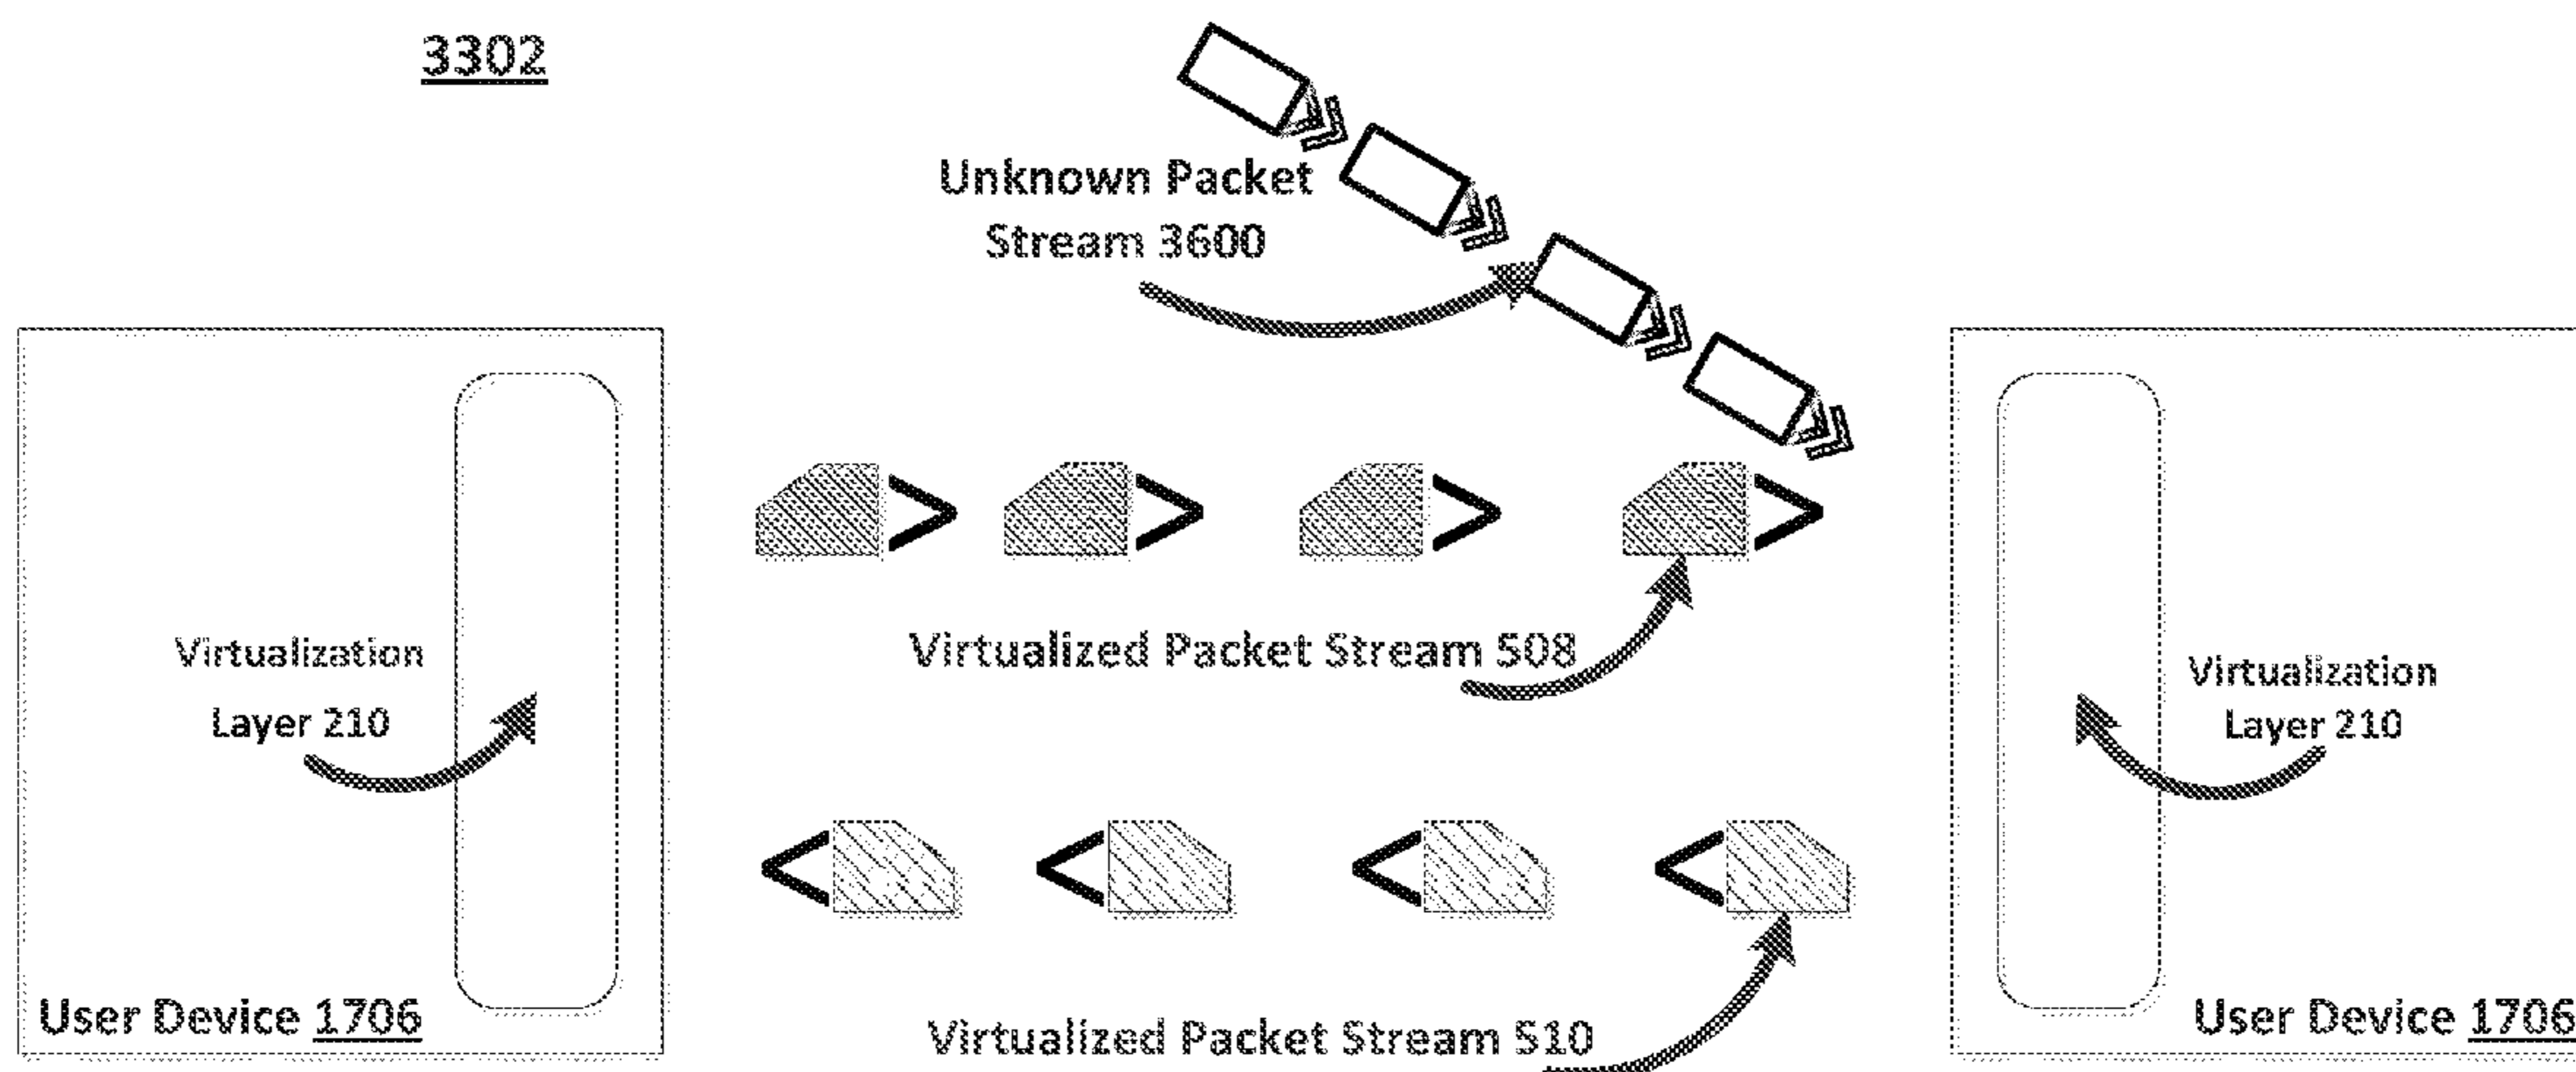 3302
Unknown Packet
Stream 3600
Virtualization
Layer 210
User Device 1706
Virtualized Packet Stream 508
Virtualized Packet Stream 510
Virtualization
Layer 210
User Device 1706